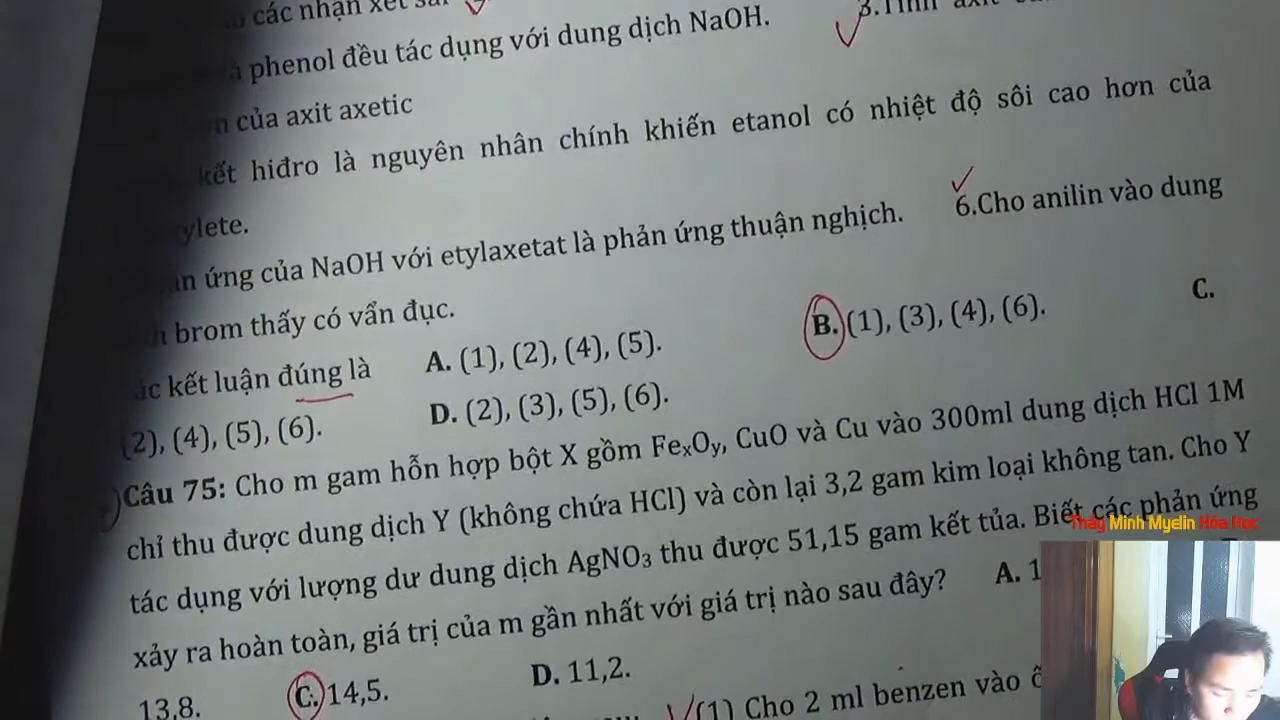 các nhận xét sau
phenol đều tác dụng với dung dịch NaOH. 3.Tính
của axit axetic
kết hiđro là nguyên nhân chính khiến etanol có nhiệt độ sôi cao hơn của
ylete.
ứng của NaOH với etylaxetat là phản ứng thuận nghịch. 6.Cho anilin vào dung
brom thấy có vẩn đục.
kết luận đúng là A. (1), (2), (4), (5). B. (1), (3), (4), (6). C.
(2), (4), (5), (6). D. (2), (3), (5), (6).
Câu 75: Cho m gam hỗn hợp bột X gồm FexOy, CuO và Cu vào 300ml dung dịch HCl 1M
chỉ thu được dung dịch Y (không chứa HCl) và còn lại 3,2 gam kim loại không tan. Cho Y
tác dụng với lượng dư dung dịch AgNO3 thu được 51,15 gam kết tủa. Biết các phản ứng
xảy ra hoàn toàn, giá trị của m gần nhất với giá trị nào sau đây? A. 1
13,8. C. 14,5. D. 11,2.
(1) Cho 2 ml benzen vào
Thầy Minh Myelin Hóa Học